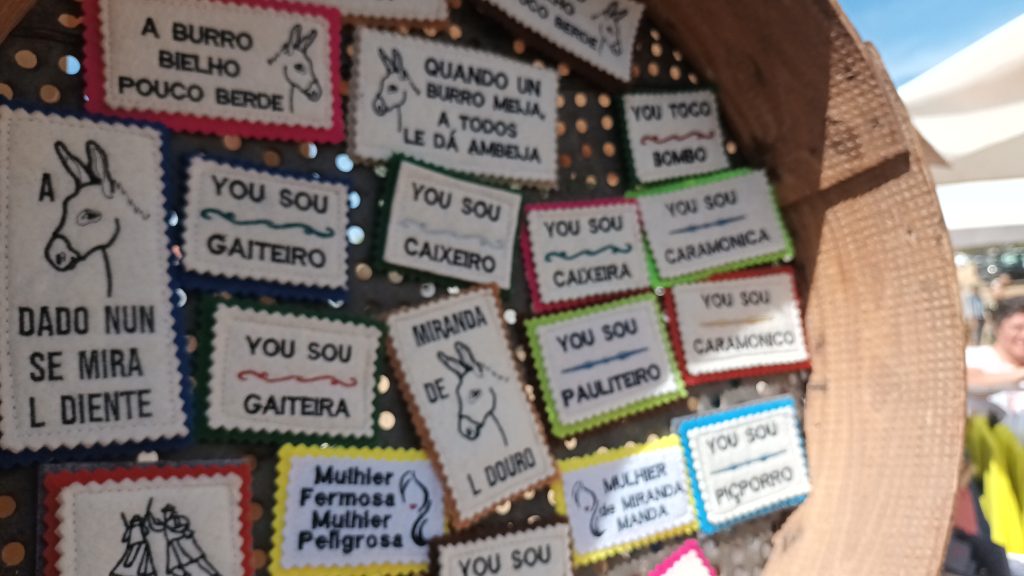 A BURRO
BIELHO
POUCO BERDE
QUANDO UN
BURRO MEIJA,
A TODOS
LE DÁ AMBEIJA
POUCO BERDE
YOU TOCO
BOMBO
A
DADO NUN
SE MIRA
L DIENTE
YOU SOU
GAITEIRO
YOU SOU
CAIXEIRO
YOU SOU
CAIXEIRA
YOU SOU
CARAMONICA
YOU SOU
GAITEIRA
MIRANDA
DE
L DOURO
YOU SOU
PAULITEIRO
YOU SOU
CARAMONICO
Mulhier
Fermosa
Mulhier
Peligrosa
MULHIER
de MIRANDA
MANDA
YOU SOU
PIÇPORRO
YOU SOU